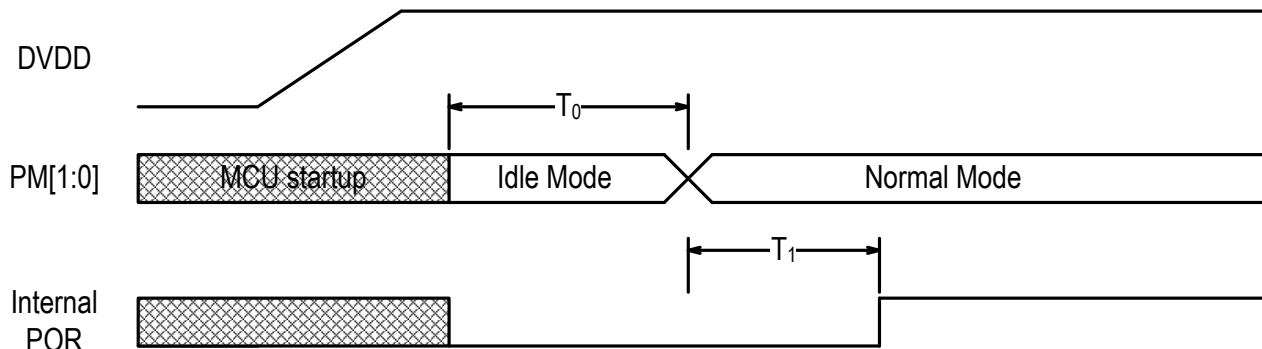 DVDD
T0
PM[1:0]
MCU startup
Idle Mode
Normal Mode
T1
Internal
POR